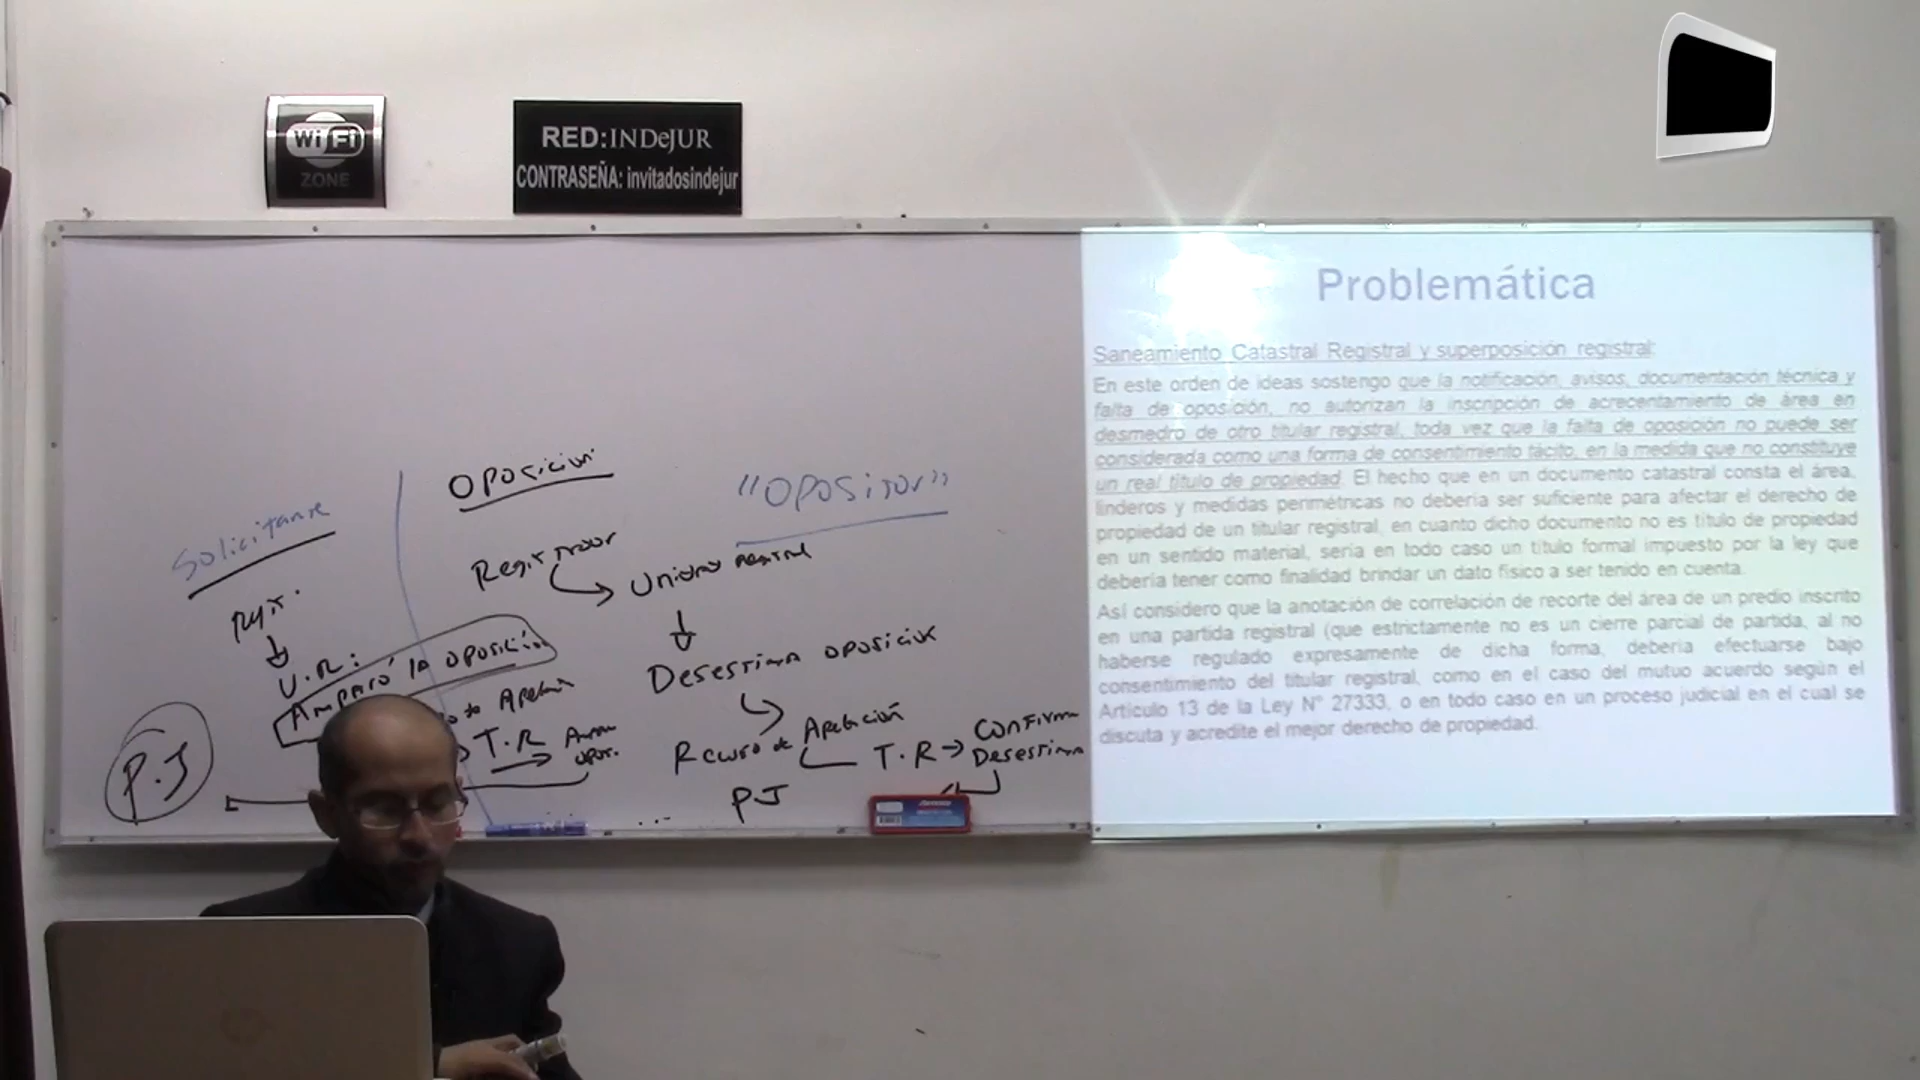 WiFi
ZONE
RED:INDeJUR
CONTRASEÑA: invitadosindejur
Solicitante
Regis.
U.R.:
Amparó la oposición
Apelación
T.R
P.J
Oposición
"Opositor"
Registrador
Unidad Registral
Desestima oposición
Recurso de Apelación
T.R
Confirma
Desestima
P.J
...
Problemática
Saneamiento Catastral Registral y superposición registral:
En este orden de ideas sostengo que la notificación, avisos, documentación técnica y
falta de oposición, no autorizan la inscripción de acrecentamiento de área en
desmedro de otro titular registral, toda vez que la falta de oposición no puede ser
considerada como una forma de consentimiento tácito, en la medida que no constituye
un real título de propiedad. El hecho que en un documento catastral consta el área,
linderos y medidas perimétricas no debería ser suficiente para afectar el derecho de
propiedad de un titular registral, en cuanto dicho documento no es título de propiedad
en un sentido material, sería en todo caso un título formal impuesto por la ley que
debería tener como finalidad brindar un dato físico a ser tenido en cuenta.
Así considero que la anotación de correlación de recorte del área de un predio inscrito
en una partida registral (que estrictamente no es un cierre parcial de partida, al no
haberse regulado expresamente de dicha forma, debería efectuarse bajo
consentimiento del titular registral, como en el caso del mutuo acuerdo según el
Artículo 13 de la Ley N° 27333, o en todo caso en un proceso judicial en el cual se
discuta y acredite el mejor derecho de propiedad.